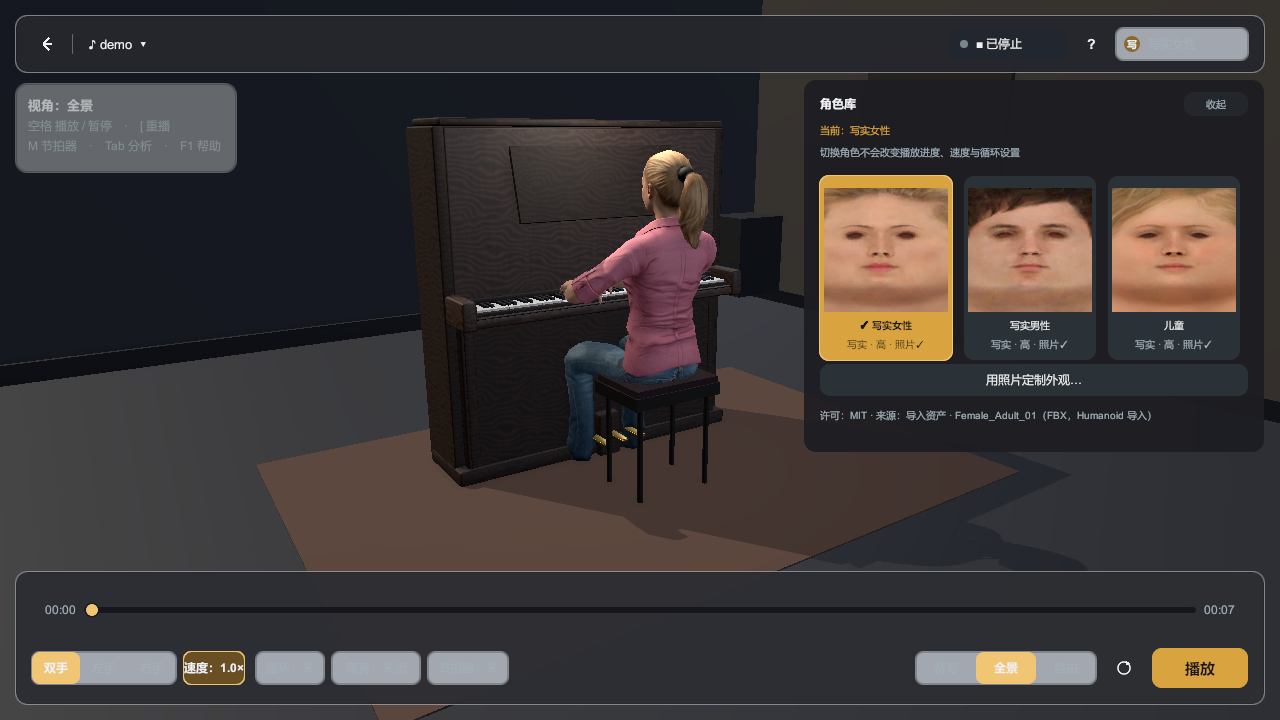 ♪ demo ▼
■ 已停止
?
写
视角：全景
空格 播放 / 暂停 · [ 重播
M 节拍器 · Tab 分析 · F1 帮助
角色库
收起
当前：写实女性
切换角色不会改变播放进度、速度与循环设置
✓ 写实女性
写实 · 高 · 照片✓
写实男性
写实 · 高 · 照片✓
儿童
写实 · 高 · 照片✓
用照片定制外观…
许可：MIT · 来源：导入资产 · Female_Adult_01（FBX，Humanoid 导入）
00:00
00:07
双手
速度：1.0×
全景
播放